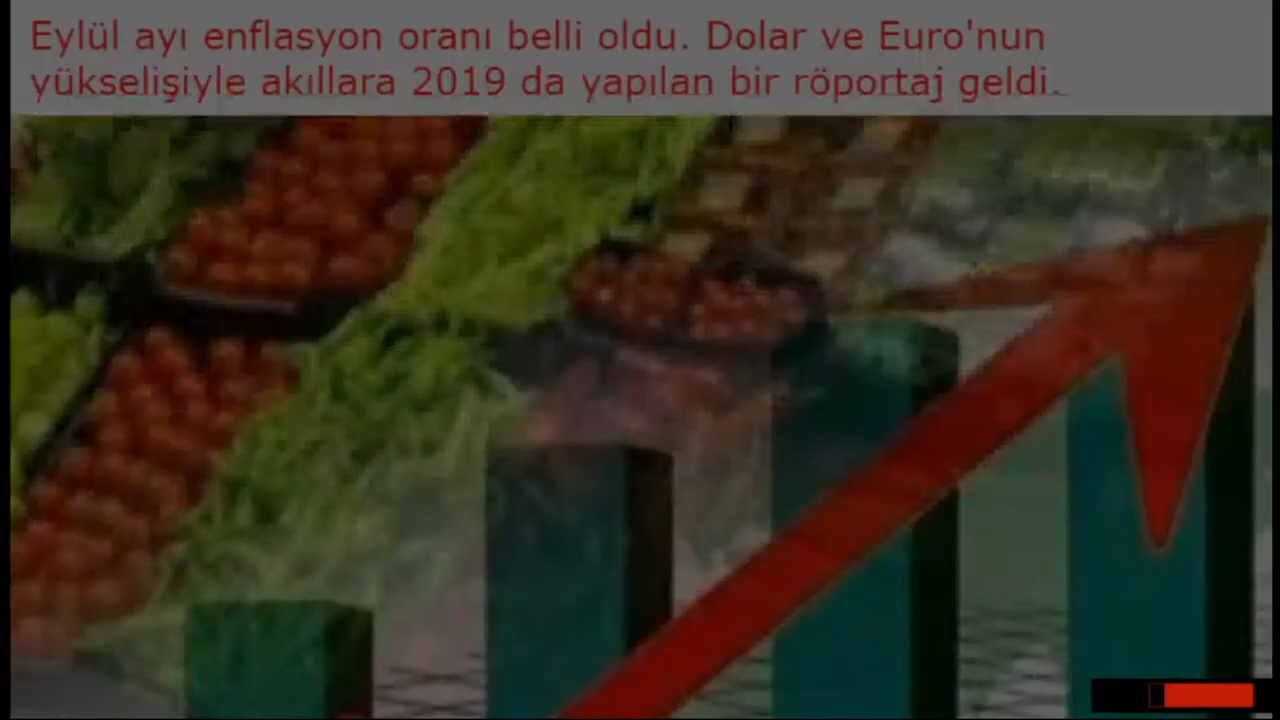 Eylül ayı enflasyon oranı belli oldu. Dolar ve Euro'nun
yükselişiyle akıllara 2019 da yapılan bir röportaj geldi.